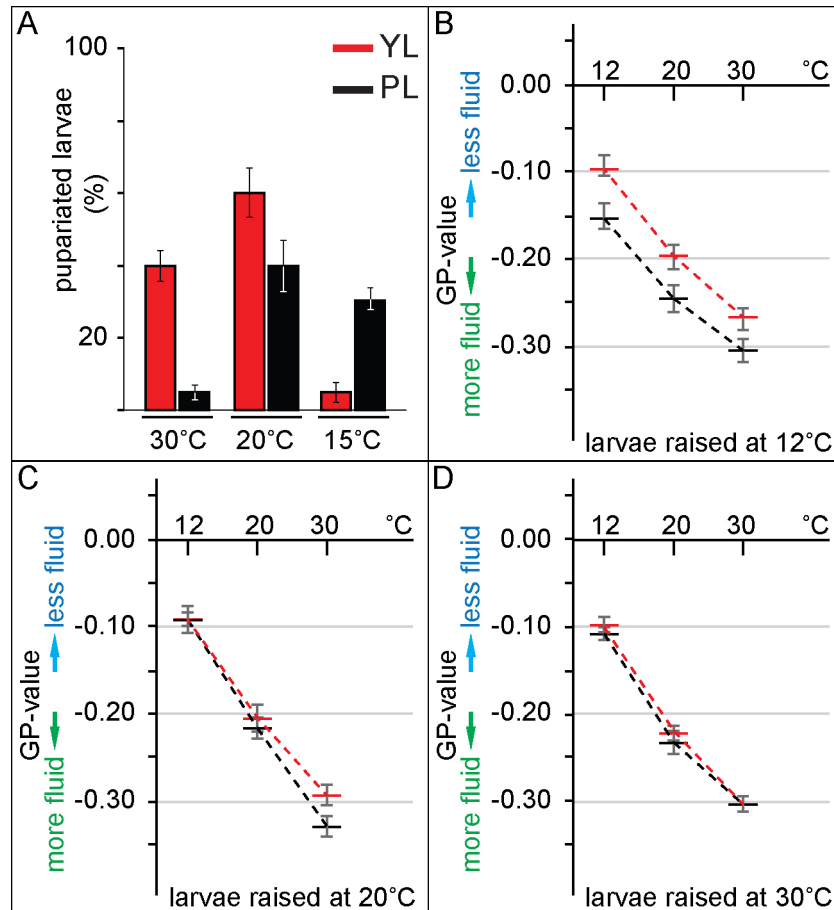 A
100
YL
PL
pupariated larvae
(%)
20
30°C 20°C 15°C
B
12 20 30 °C
0.00
-0.10
-0.20
-0.30
less fluid
GP-value
more fluid
larvae raised at 12°C
C
12 20 30 °C
0.00
-0.10
-0.20
-0.30
less fluid
GP-value
more fluid
larvae raised at 20°C
D
12 20 30 °C
0.00
-0.10
-0.20
-0.30
less fluid
GP-value
more fluid
larvae raised at 30°C